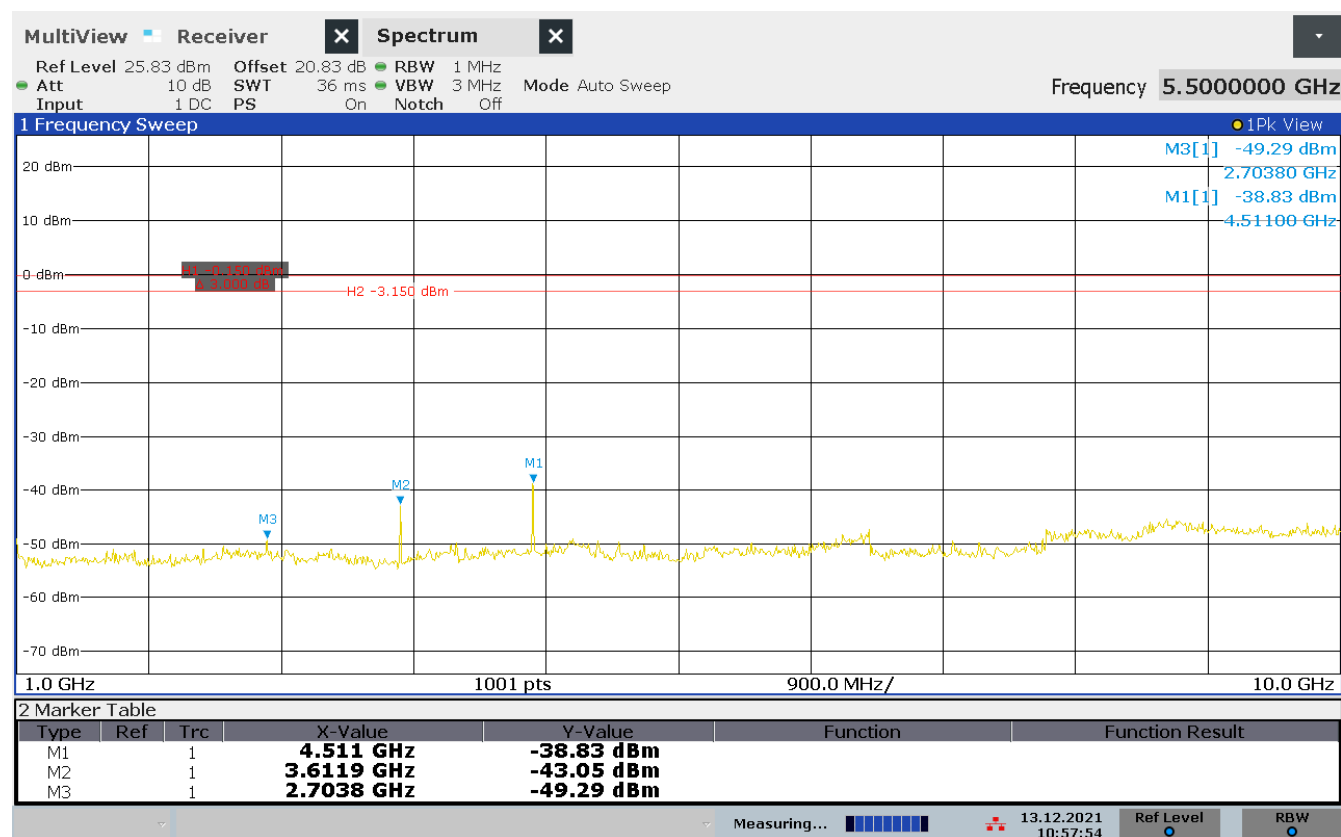 MultiView Receiver ✕ Spectrum ✕
Ref Level 25.83 dBm Offset 20.83 dB RBW 1 MHz
Att 10 dB SWT 36 ms VBW 3 MHz Mode Auto Sweep Frequency 5.5000000 GHz
Input 1 DC PS On Notch Off
1 Frequency Sweep 1Pk View
M3[1] -49.29 dBm
20 dBm 2.70380 GHz
M1[1] -38.83 dBm
10 dBm 4.51100 GHz
0 dBm H1 -0.150 dBm
Δ 3.000 dB
H2 -3.150 dBm
-10 dBm
-20 dBm
-30 dBm
M1
M2
-40 dBm
M3
-50 dBm
-60 dBm
-70 dBm
1.0 GHz 1001 pts 900.0 MHz/ 10.0 GHz
2 Marker Table
Type Ref Trc X-Value Y-Value Function Function Result
M1 1 4.511 GHz -38.83 dBm
M2 1 3.6119 GHz -43.05 dBm
M3 1 2.7038 GHz -49.29 dBm
Measuring... 13.12.2021 Ref Level RBW
10:57:54